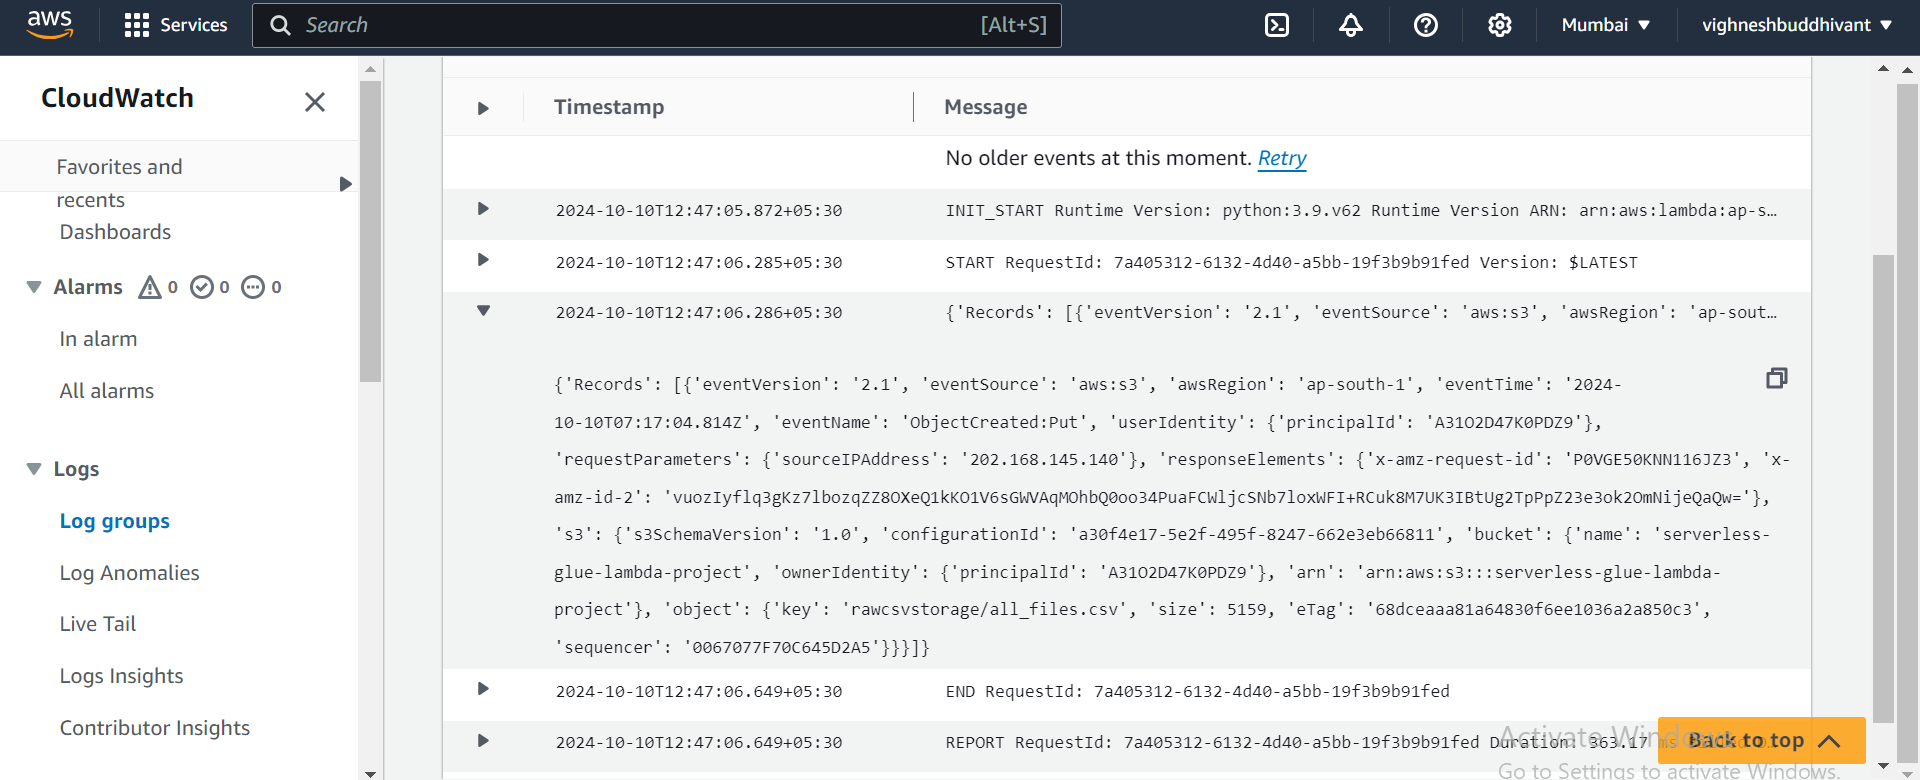 aws Services Search [Alt+S] Mumbai vighneshbuddhivant
CloudWatch
Favorites and
recents
Dashboards
Alarms 0 0 0
In alarm
All alarms
Logs
Log groups
Log Anomalies
Live Tail
Logs Insights
Contributor Insights
Timestamp Message
No older events at this moment. Retry
2024-10-10T12:47:05.872+05:30 INIT_START Runtime Version: python:3.9.v62 Runtime Version ARN: arn:aws:lambda:ap-s…
2024-10-10T12:47:06.285+05:30 START RequestId: 7a405312-6132-4d40-a5bb-19f3b9b91fed Version: $LATEST
2024-10-10T12:47:06.286+05:30 {'Records': [{'eventVersion': '2.1', 'eventSource': 'aws:s3', 'awsRegion': 'ap-sout…
{'Records': [{'eventVersion': '2.1', 'eventSource': 'aws:s3', 'awsRegion': 'ap-south-1', 'eventTime': '2024-
10-10T07:17:04.814Z', 'eventName': 'ObjectCreated:Put', 'userIdentity': {'principalId': 'A31O2D47K0PDZ9'},
'requestParameters': {'sourceIPAddress': '202.168.145.140'}, 'responseElements': {'x-amz-request-id': 'P0VGE50KNN116JZ3', 'x-
amz-id-2': 'vuozIyflq3gKz7lbozqZZ8OXeQ1kKO1V6sGWVAqMOhbQ0oo34PuaFCWljcSNb7loxWFI+RCuk8M7UK3IBtUg2TpPpZ23e3ok2OmNijeQaQw='},
's3': {'s3SchemaVersion': '1.0', 'configurationId': 'a30f4e17-5e2f-495f-8247-662e3eb66811', 'bucket': {'name': 'serverless-
glue-lambda-project', 'ownerIdentity': {'principalId': 'A31O2D47K0PDZ9'}, 'arn': 'arn:aws:s3:::serverless-glue-lambda-
project'}, 'object': {'key': 'rawcsvstorage/all_files.csv', 'size': 5159, 'eTag': '68dceaaa81a64830f6ee1036a2a850c3',
'sequencer': '0067077F70C645D2A5'}}}]}
2024-10-10T12:47:06.649+05:30 END RequestId: 7a405312-6132-4d40-a5bb-19f3b9b91fed
2024-10-10T12:47:06.649+05:30 REPORT RequestId: 7a405312-6132-4d40-a5bb-19f3b9b91fed Duration: 363.17 ms
Back to top
Activate Windows
Go to Settings to activate Windows.